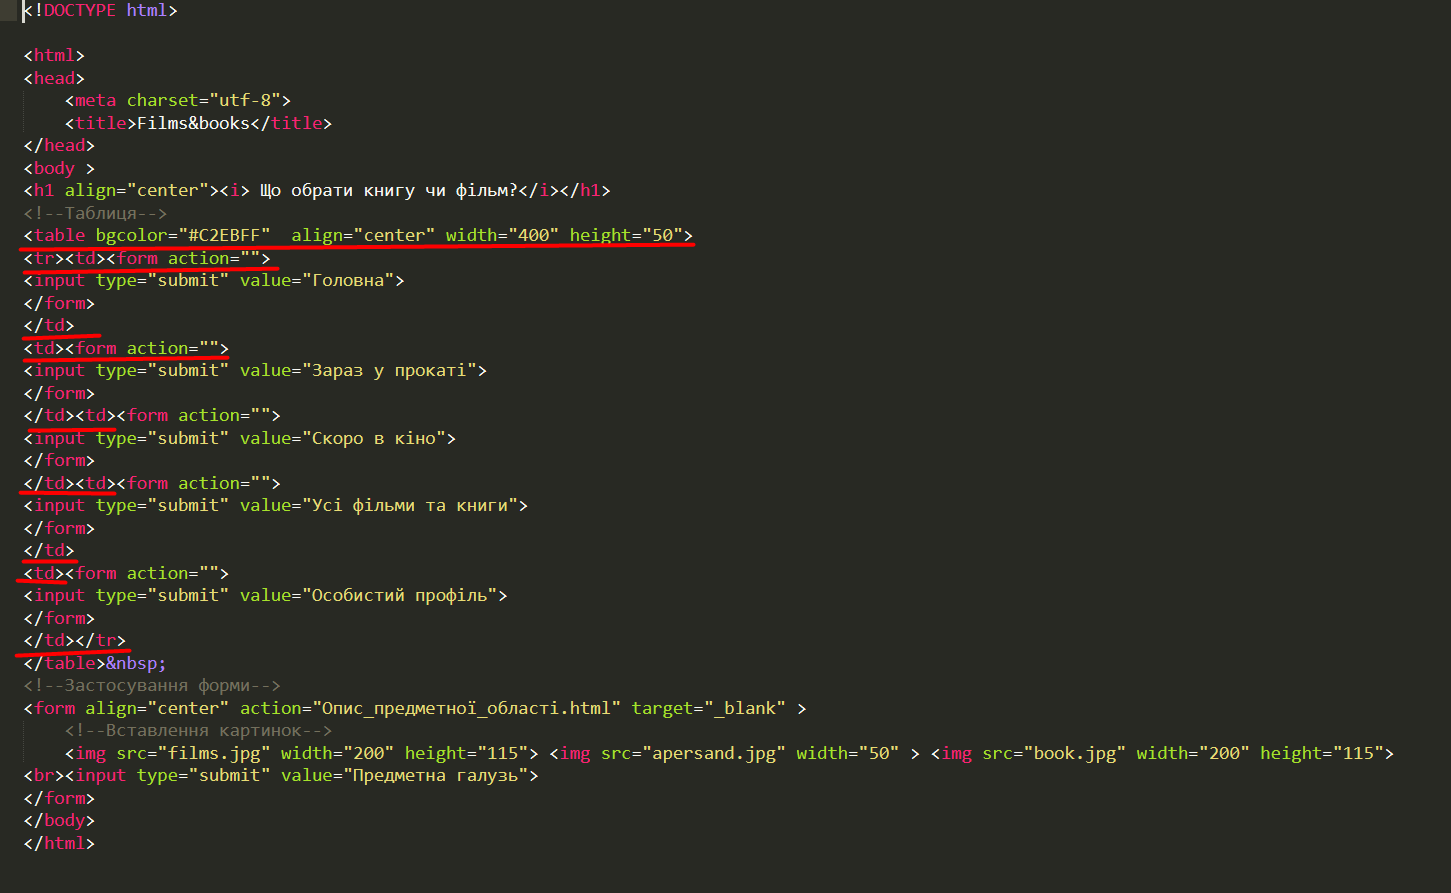 <!DOCTYPE html>
<html>
<head>
<meta charset="utf-8">
<title>Films&books</title>
</head>
<body >
<h1 align="center"><i> Що обрати книгу чи фільм?</i></h1>
<!--Таблиця-->
<table bgcolor="#C2EBFF"  align="center" width="400" height="50">
<tr><td><form action="">
<input type="submit" value="Головна">
</form>
</td>
<td><form action="">
<input type="submit" value="Зараз у прокаті">
</form>
</td><td><form action="">
<input type="submit" value="Скоро в кіно">
</form>
</td><td><form action="">
<input type="submit" value="Усі фільми та книги">
</form>
</td>
<td><form action="">
<input type="submit" value="Особистий профіль">
</form>
</td></tr>
</table>&nbsp;
<!--Застосування форми-->
<form align="center" action="Опис_предметної_області.html" target="_blank" >
<!--Вставлення картинок-->
<img src="films.jpg" width="200" height="115"> <img src="apersand.jpg" width="50" > <img src="book.jpg" width="200" height="115">
<br><input type="submit" value="Предметна галузь">
</form>
</body>
</html>